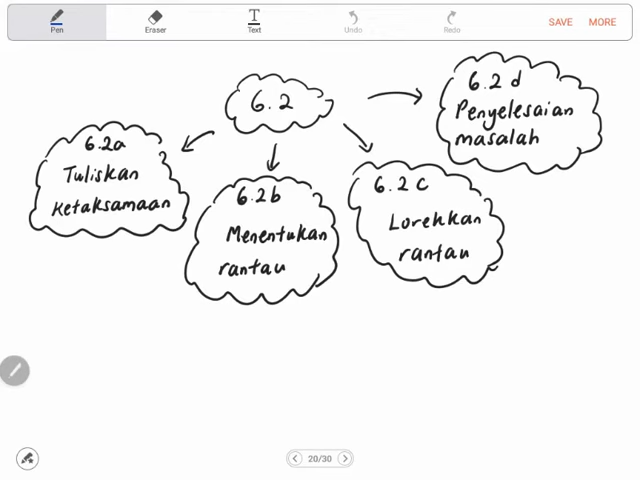 Pen
Eraser
Text
Undo
Redo
SAVE
MORE
6.2
6.2a
Tuliskan
Ketaksamaan
6.2b
Menentukan
rantau
6.2c
Lorekkan
rantau
6.2d
Penyelesaian
masalah
20/30